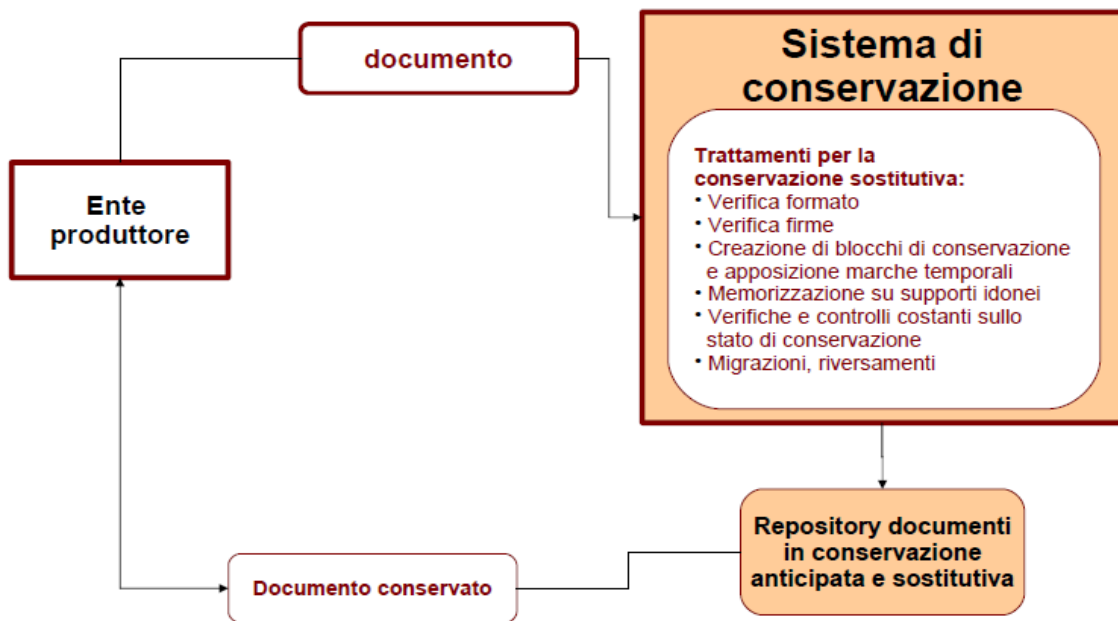 documento
Sistema di
conservazione
Trattamenti per la
conservazione sostitutiva:
• Verifica formato
• Verifica firme
• Creazione di blocchi di conservazione
e apposizione marche temporali
• Memorizzazione su supporti idonei
• Verifiche e controlli costanti sullo
stato di conservazione
• Migrazioni, riversamenti
Ente
produttore
Repository documenti
in conservazione
anticipata e sostitutiva
Documento conservato